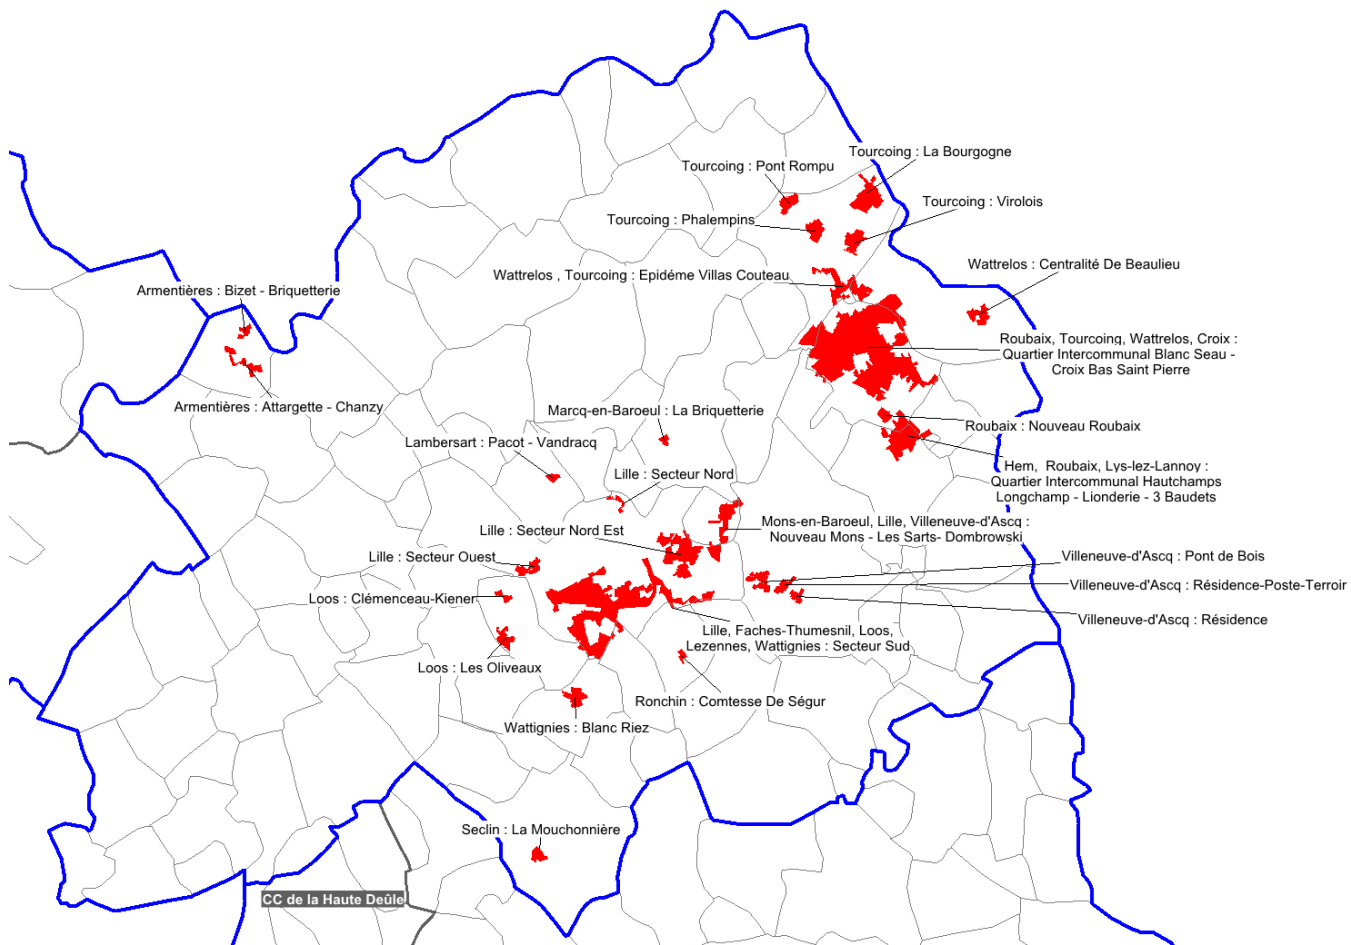 Tourcoing : La Bourgogne
Tourcoing : Pont Rompu
Tourcoing : Virolois
Tourcoing : Phalempins
Wattrelos : Centralité De Beaulieu
Wattrelos , Tourcoing : Epidéme Villas Couteau
Armentières : Bizet - Briquetterie
Roubaix, Tourcoing, Wattrelos, Croix :
Quartier Intercommunal Blanc Seau -
Croix Bas Saint Pierre
Armentières : Attargette - Chanzy
Marcq-en-Baroeul : La Briquetterie
Roubaix : Nouveau Roubaix
Lambersart : Pacot - Vandracq
Hem, Roubaix, Lys-lez-Lannoy :
Quartier Intercommunal Hautchamps
Longchamp - Lionderie - 3 Baudets
Lille : Secteur Nord
Mons-en-Baroeul, Lille, Villeneuve-d'Ascq :
Nouveau Mons - Les Sarts- Dombrowski
Lille : Secteur Nord Est
Lille : Secteur Ouest
Villeneuve-d'Ascq : Pont de Bois
Villeneuve-d'Ascq : Résidence-Poste-Terroir
Loos : Clémenceau-Kiener
Villeneuve-d'Ascq : Résidence
Lille, Faches-Thumesnil, Loos,
Lezennes, Wattignies : Secteur Sud
Loos : Les Oliveaux
Ronchin : Comtesse De Ségur
Wattignies : Blanc Riez
Seclin : La Mouchonnière
CC de la Haute Deûle